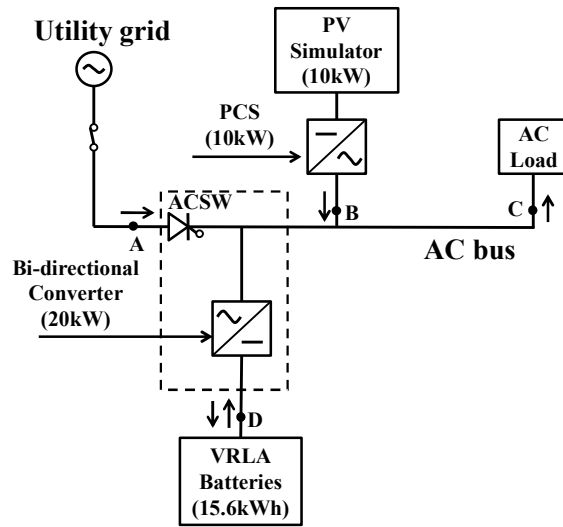 Utility grid
PV
Simulator
(10kW)
PCS
(10kW)
AC
Load
ACSW
A
B
C
AC bus
Bi-directional
Converter
(20kW)
D
VRLA
Batteries
(15.6kWh)